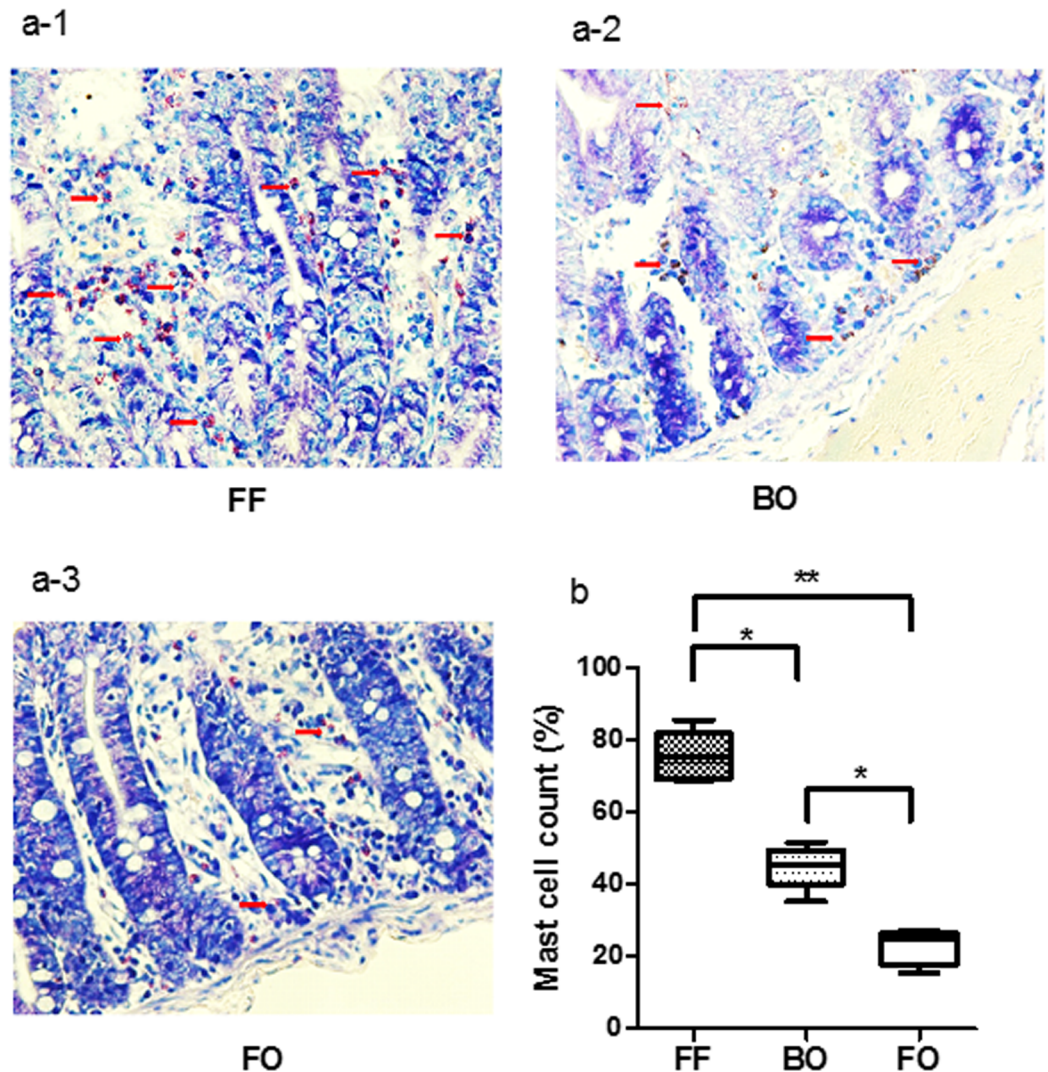 a-1
a-2
FF
BO
a-3
FO
b
**
*
*
Mast cell count (%)
100
80
60
40
20
0
FF BO FO